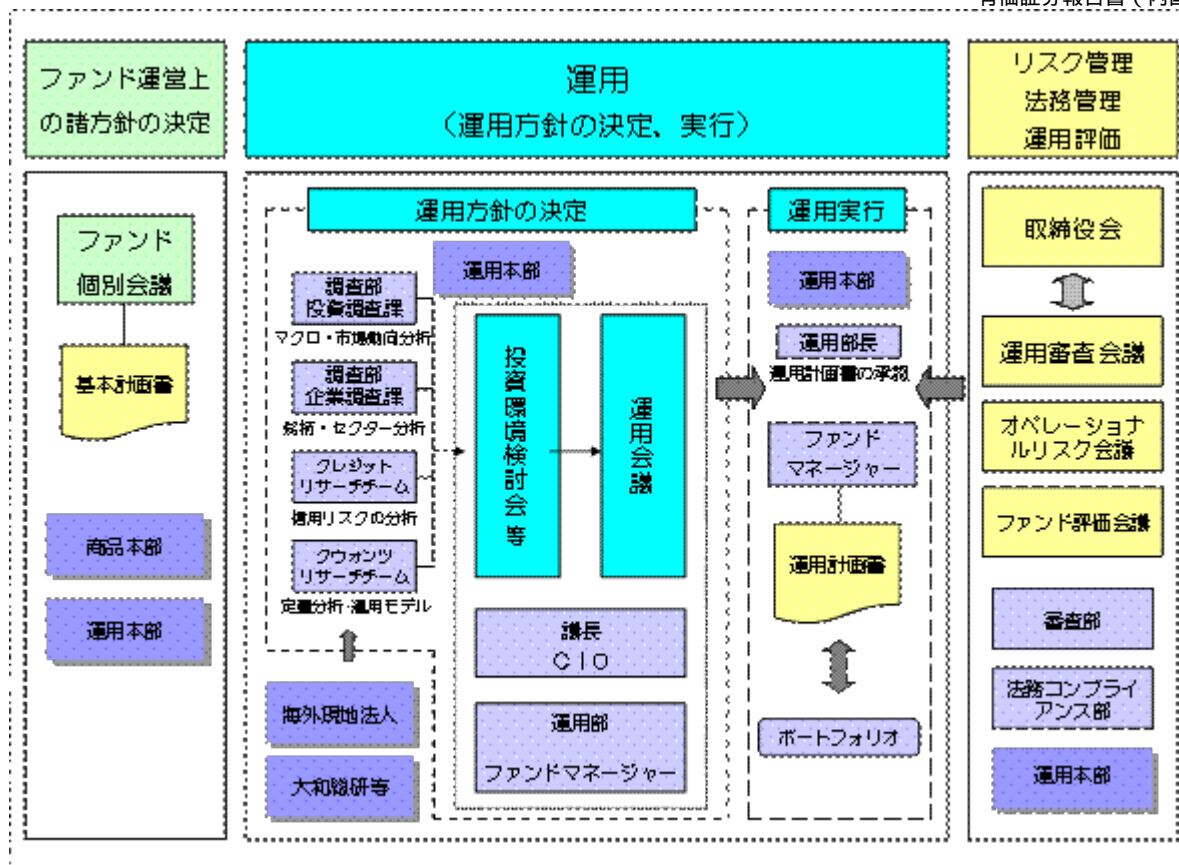 有価証券報告書（内国
ファンド運営上
の諸方針の決定
運用
（運用方針の決定、実行）
リスク管理
法務管理
運用評価
ファンド
個別会議
基本計画書
商品本部
運用本部
運用方針の決定
運用本部
調査部
投資調査課
マクロ・市場動向分析
調査部
企業調査課
銘柄・セクター分析
クレジット
リサーチチーム
信用リスクの分析
クウォンツ
リサーチチーム
定量分析・運用モデル
海外現地法人
大和総研等
投資環境検討会等
運用会議
議長
ＣＩＯ
運用部
ファンドマネージャー
運用実行
運用本部
運用部長
運用計画書の承認
ファンド
マネージャー
運用計画書
ポートフォリオ
取締役会
運用審査会議
オペレーショナ
ルリスク会議
ファンド評価会議
審査部
法務コンプライ
アンス部
運用本部